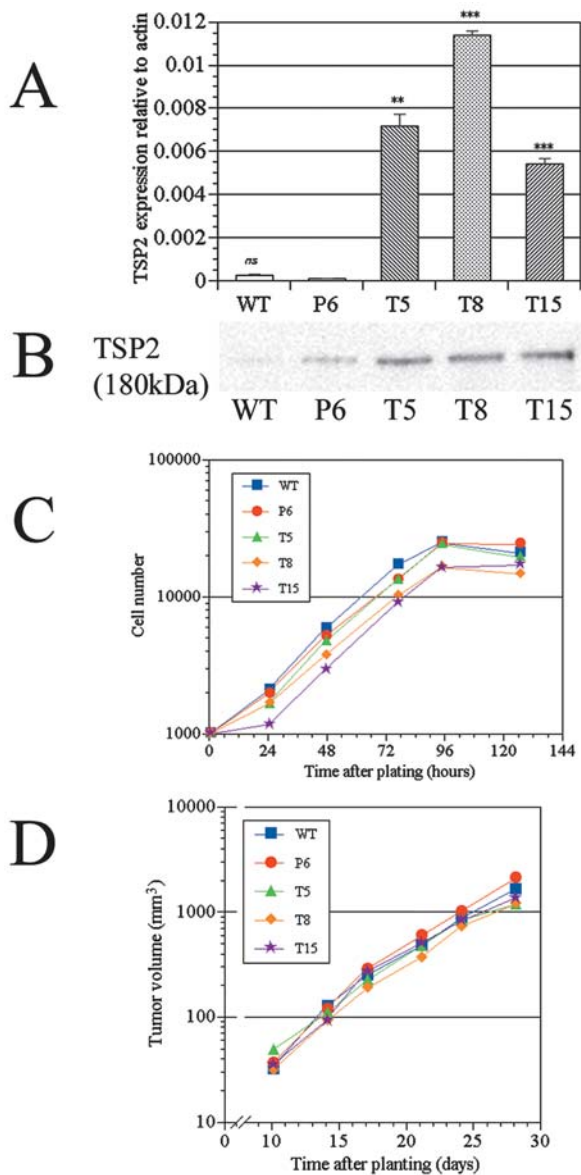 A
TSP2 expression relative to actin
0.012
0.01
0.008
0.006
0.004
0.002
0
ns
**
***
***
WT P6 T5 T8 T15
B
TSP2
(180kDa)
WT P6 T5 T8 T15
C
Cell number
100000
10000
1000
WT
P6
T5
T8
T15
0 24 48 72 96 120 144
Time after plating (hours)
D
Tumor volume (mm³)
10000
1000
100
10
WT
P6
T5
T8
T15
0 10 15 20 25 30
Time after planting (days)